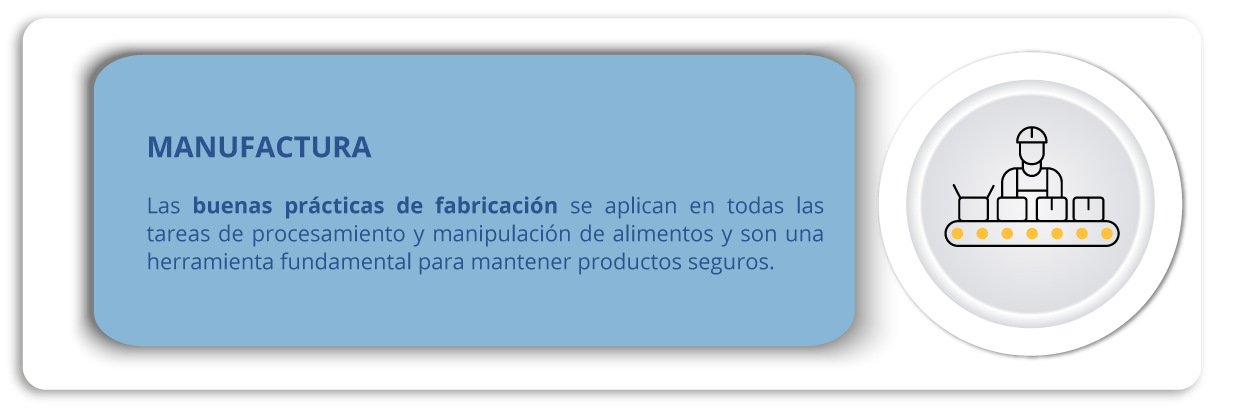 MANUFACTURA
Las buenas prácticas de fabricación se aplican en todas las
tareas de procesamiento y manipulación de alimentos y son una
herramienta fundamental para mantener productos seguros.